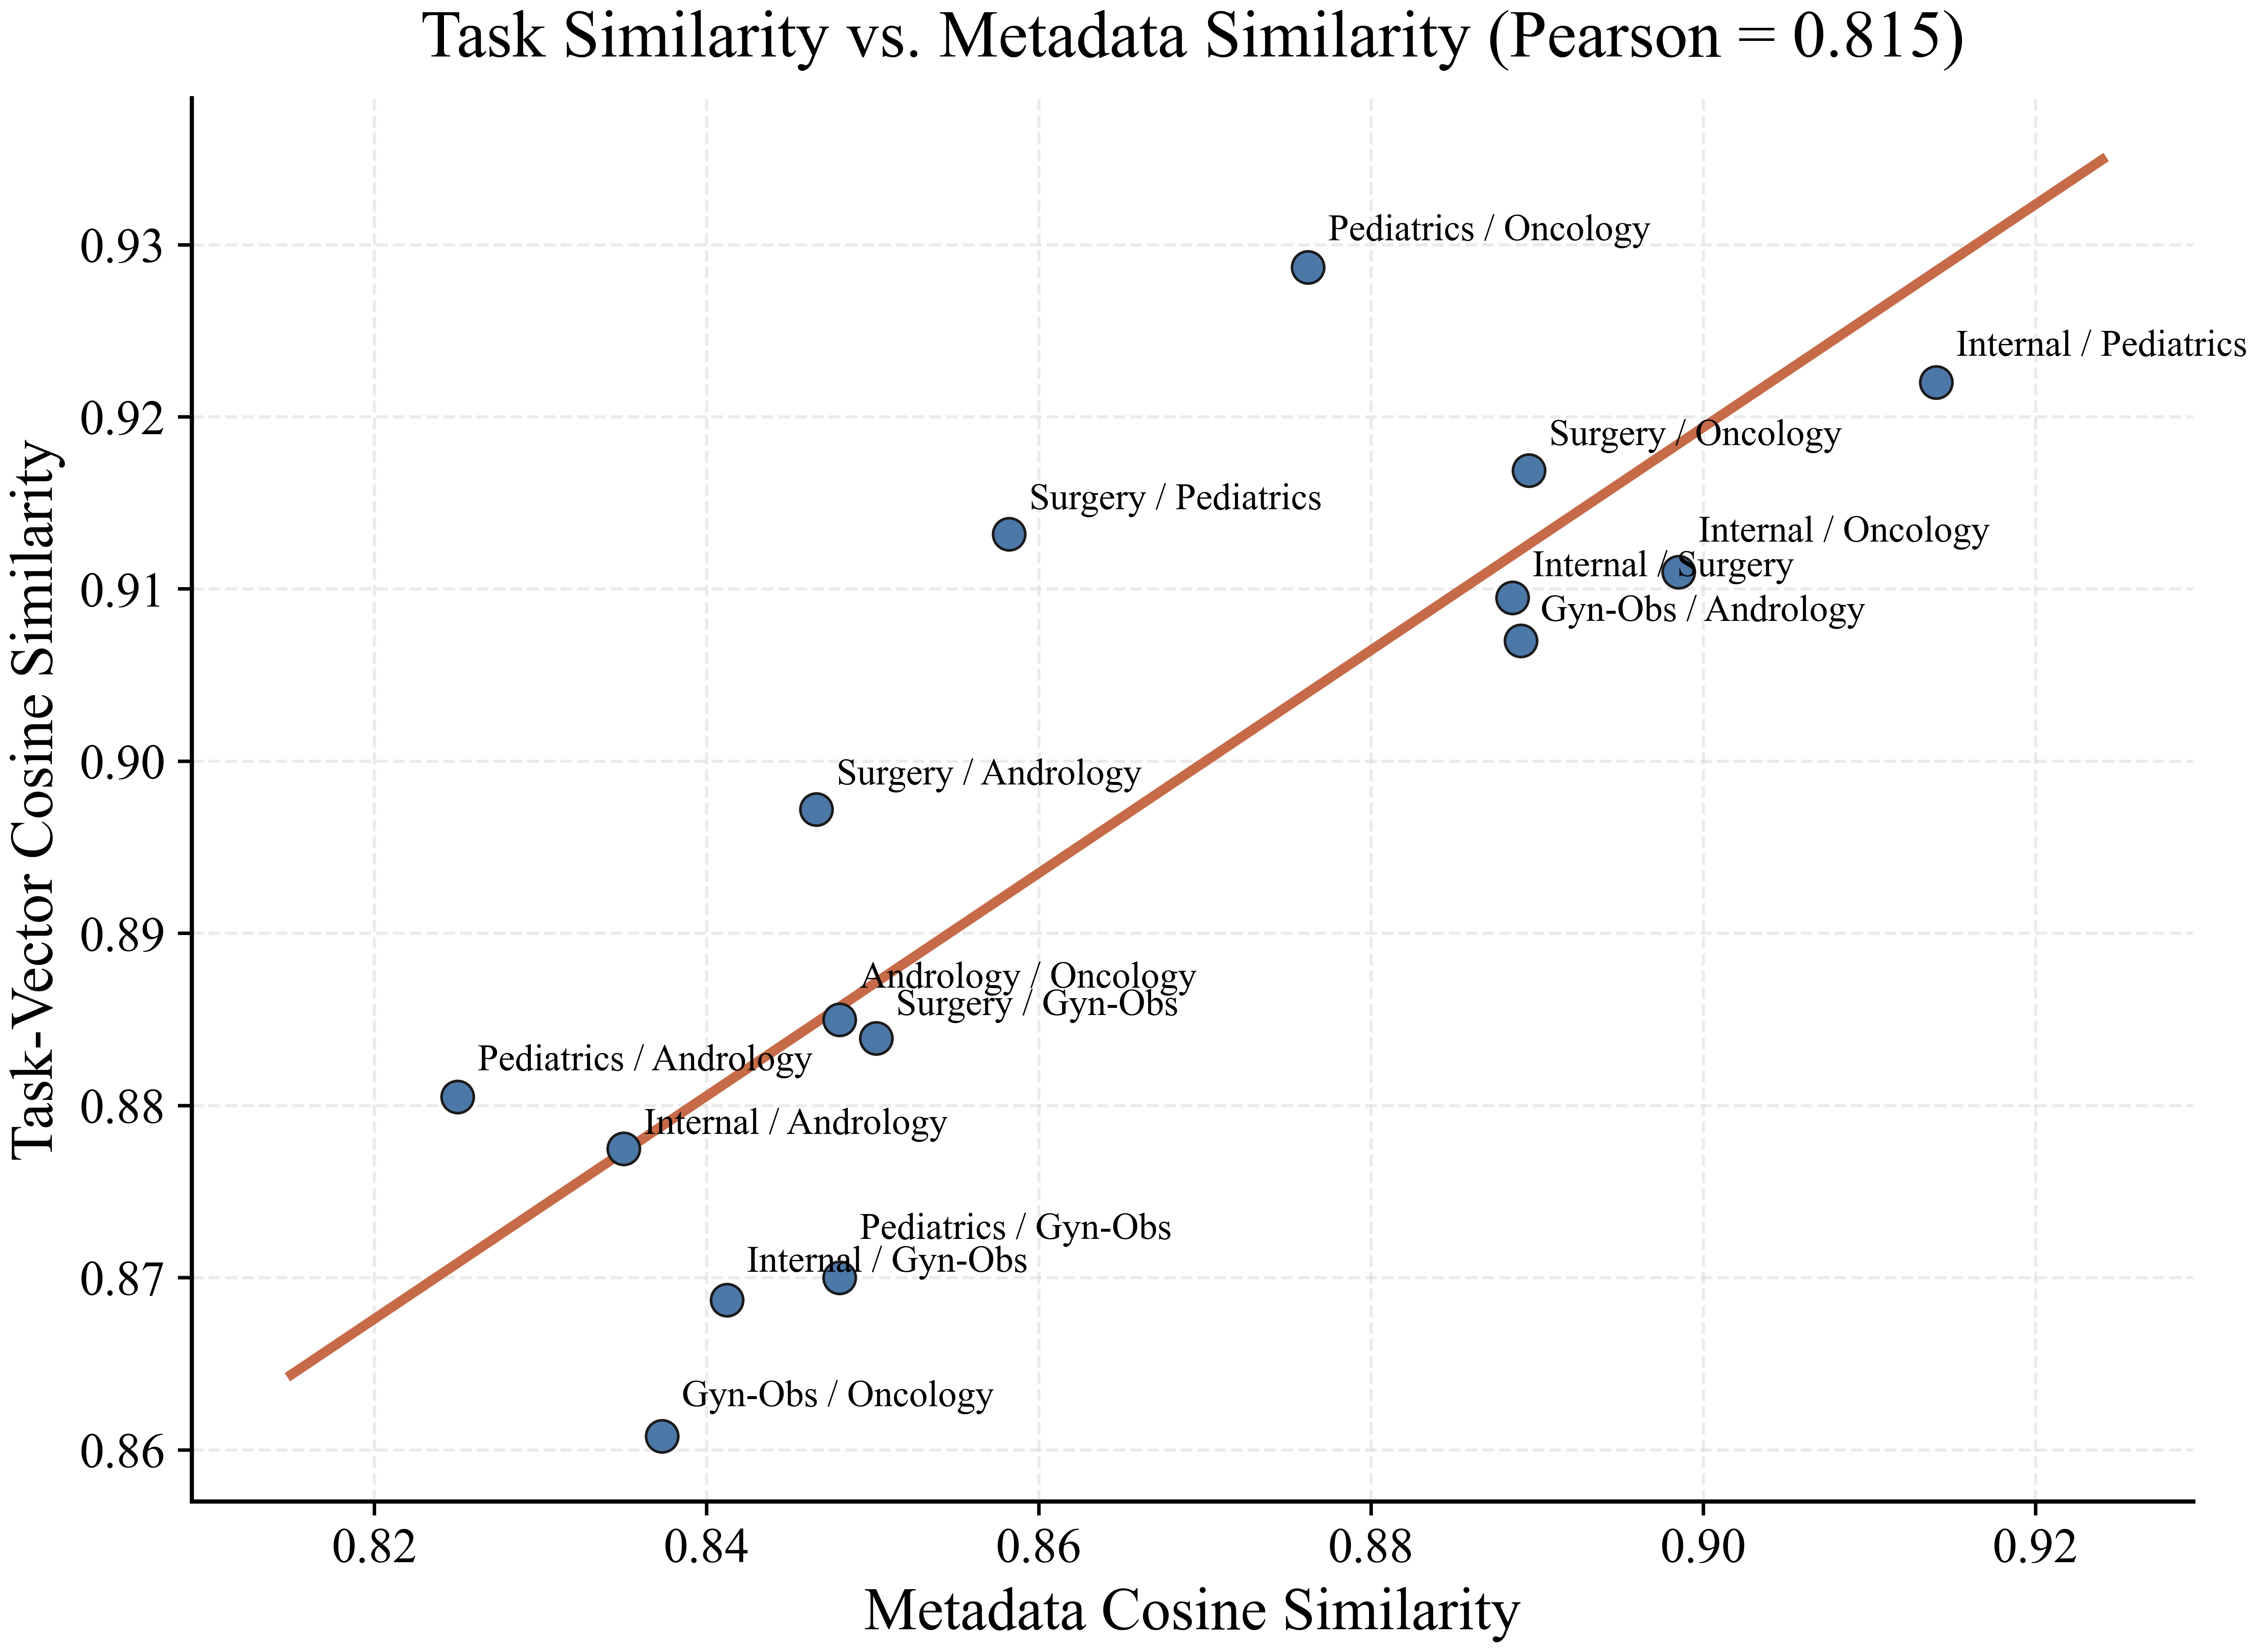 Task Similarity vs. Metadata Similarity (Pearson = 0.815)
Task-Vector Cosine Similarity
0.93
0.92
0.91
0.90
0.89
0.88
0.87
0.86
Pediatrics / Oncology
Internal / Pediatrics
Surgery / Oncology
Surgery / Pediatrics
Internal / Oncology
Internal / Surgery
Gyn-Obs / Andrology
Surgery / Andrology
Andrology / Oncology
Surgery / Gyn-Obs
Pediatrics / Andrology
Internal / Andrology
Pediatrics / Gyn-Obs
Internal / Gyn-Obs
Gyn-Obs / Oncology
0.82 0.84 0.86 0.88 0.90 0.92
Metadata Cosine Similarity